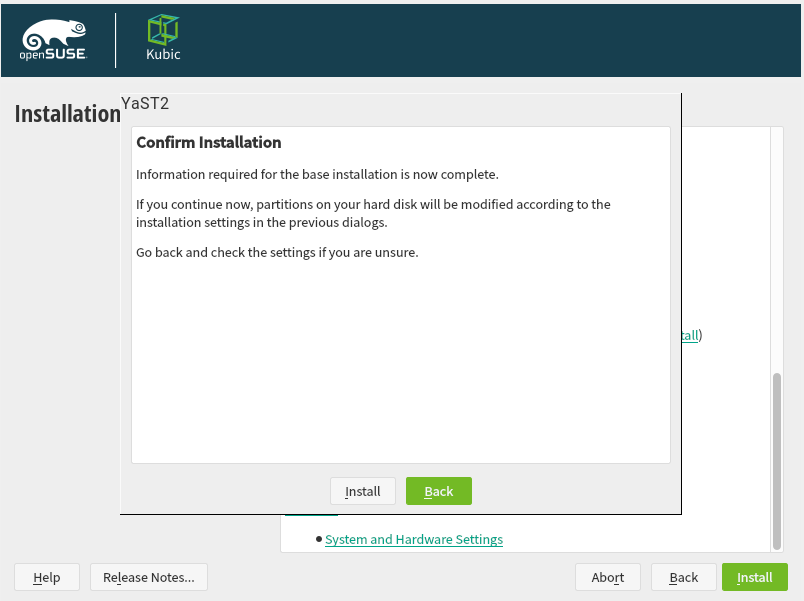 openSUSE
Kubic
Installation
YaST2
Confirm Installation
Information required for the base installation is now complete.
If you continue now, partitions on your hard disk will be modified according to the
installation settings in the previous dialogs.
Go back and check the settings if you are unsure.
tall)
Install
Back
System and Hardware Settings
Help
Release Notes...
Abort
Back
Install